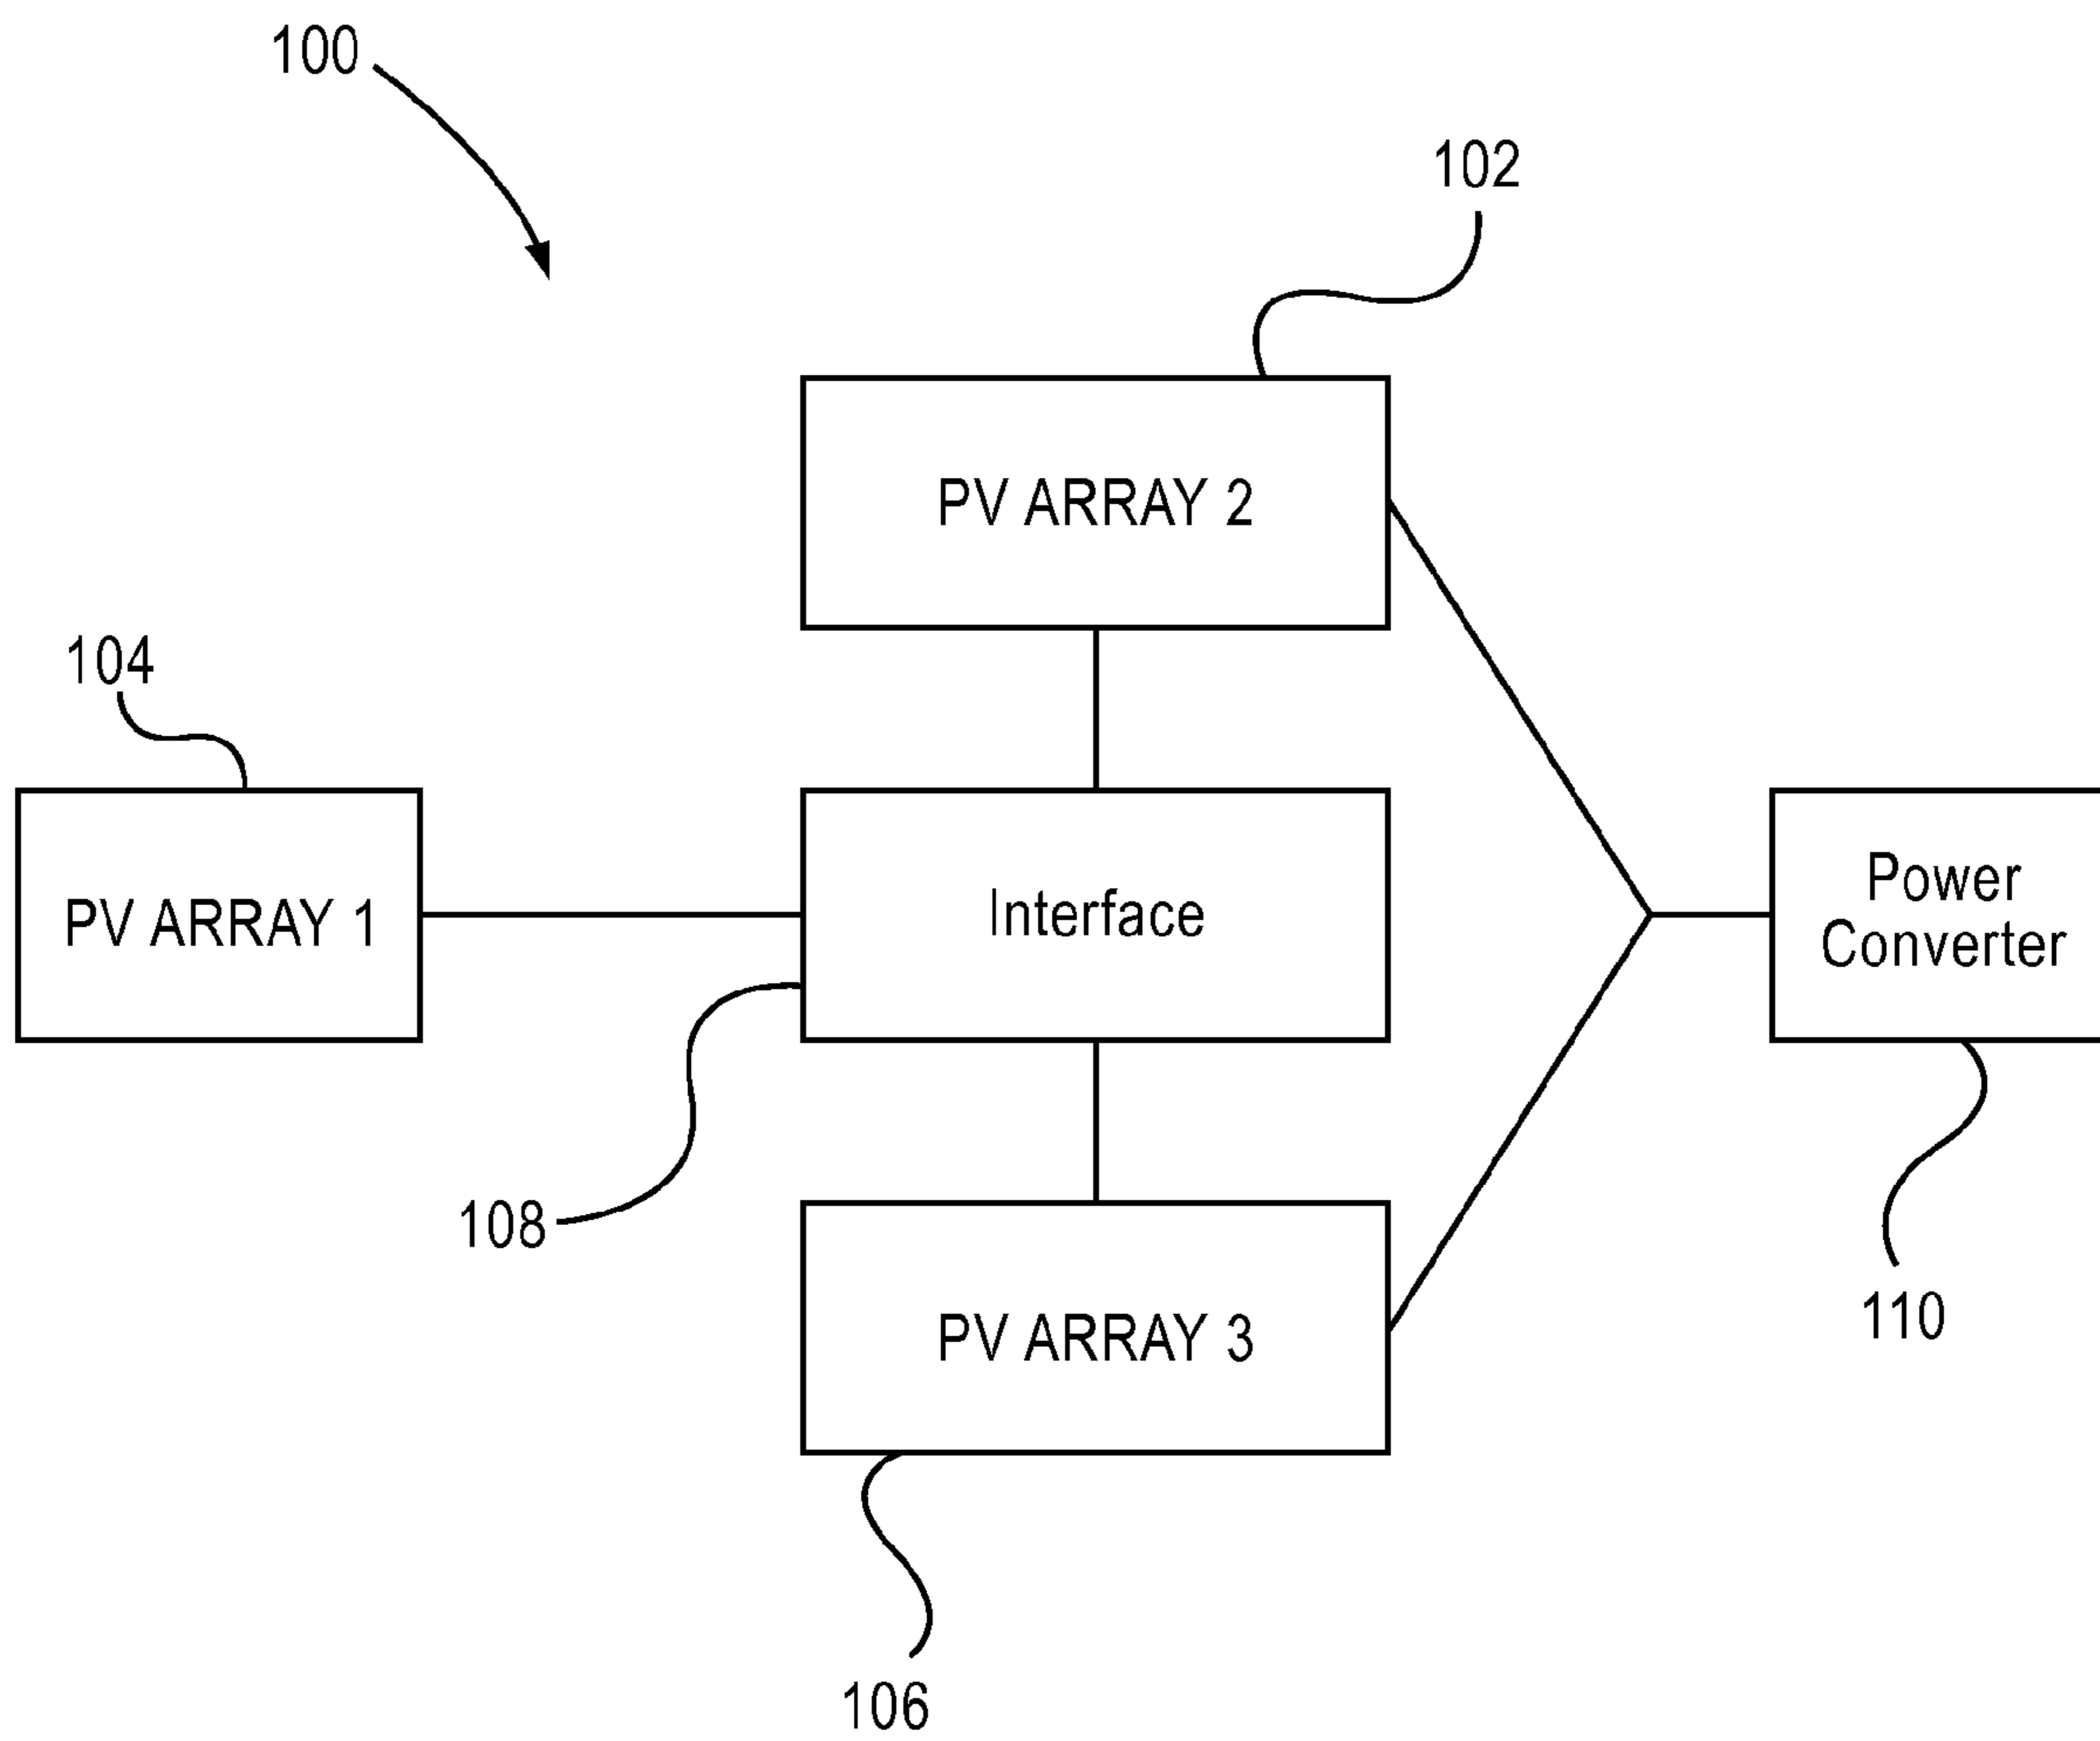 100
102
PV ARRAY 2
104
PV ARRAY 1
Interface
Power
Converter
108
PV ARRAY 3
110
106